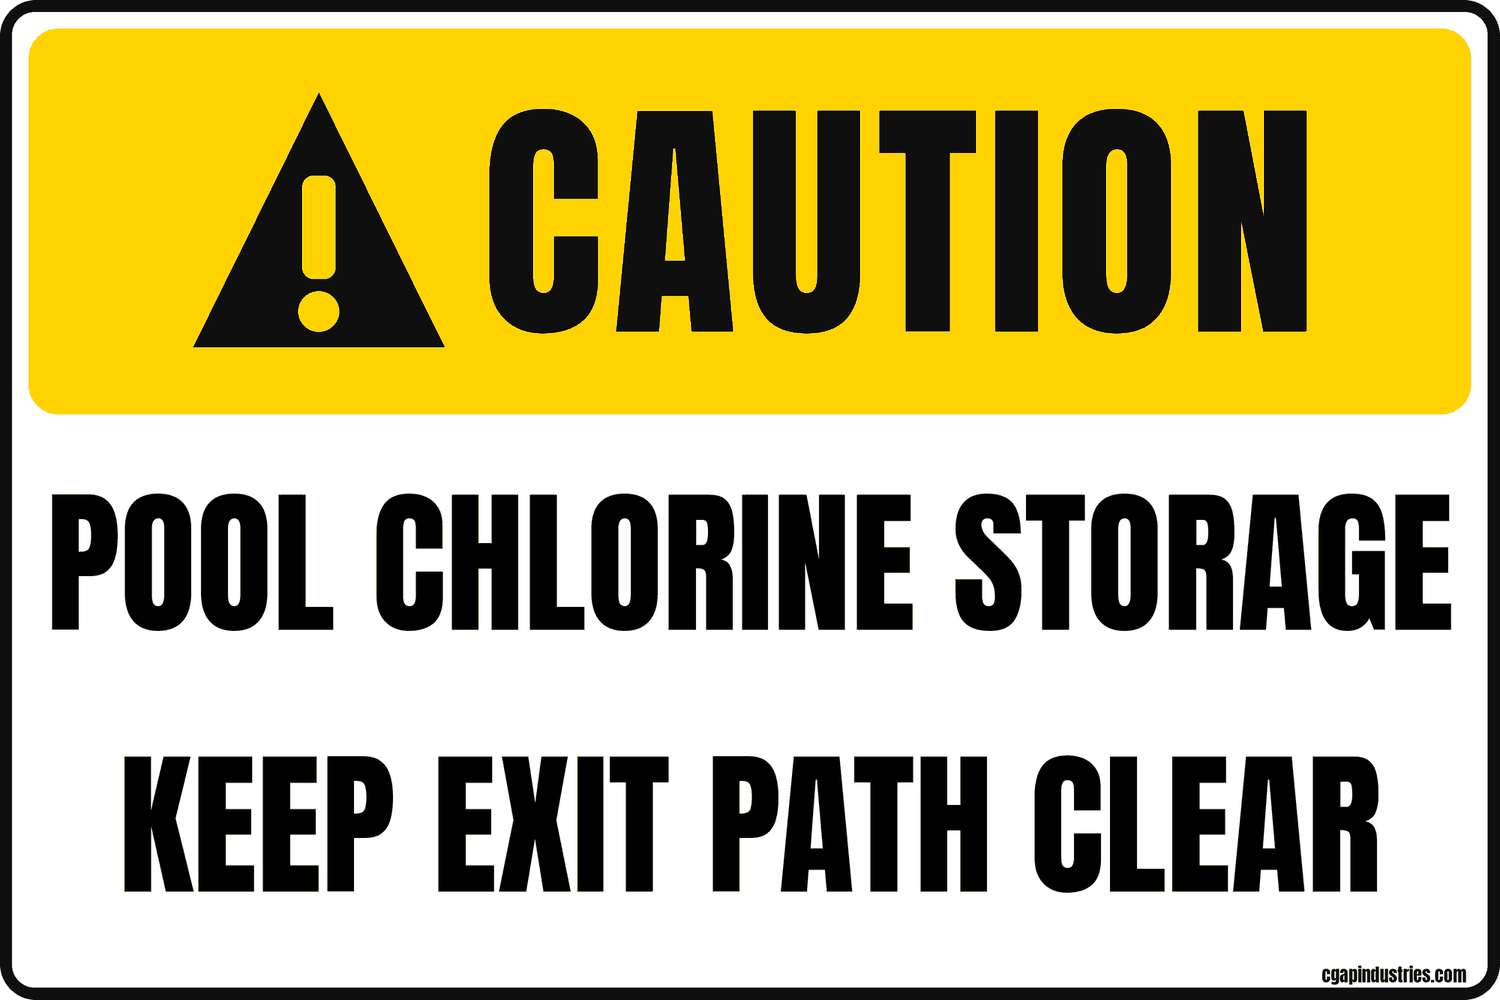 CAUTION
POOL CHLORINE STORAGE
KEEP EXIT PATH CLEAR
cgapindustries.com